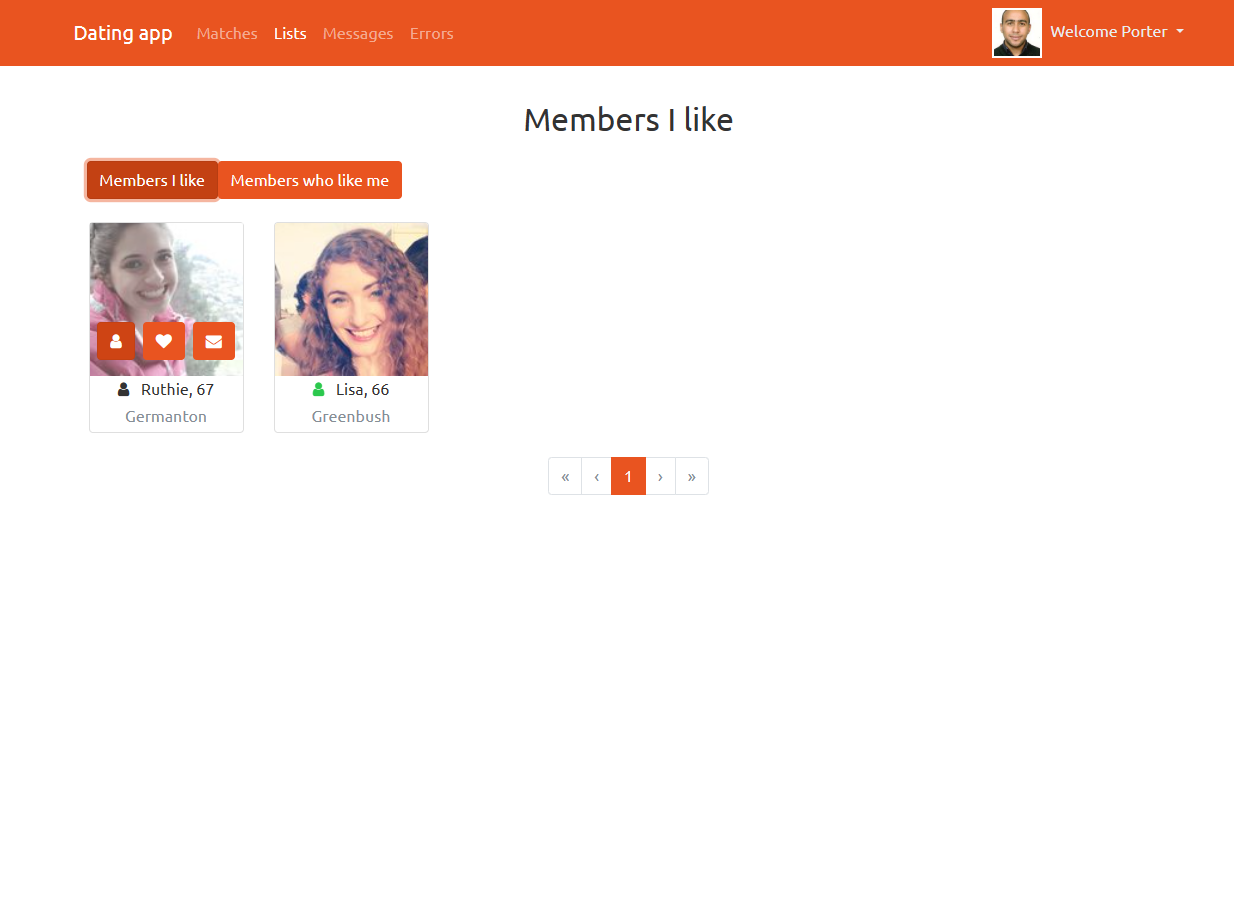 Dating app Matches Lists Messages Errors Welcome Porter
Members I like
Members I like Members who like me
Ruthie, 67 Lisa, 66
Germanton Greenbush
« ‹ 1 › »